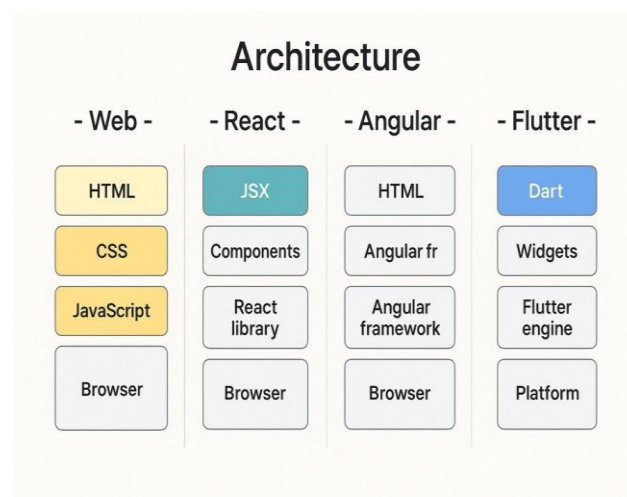 Architecture
- Web -
HTML
CSS
JavaScript
Browser
- React -
JSX
Components
React
library
Browser
- Angular -
HTML
Angular fr
Angular
framework
Browser
- Flutter -
Dart
Widgets
Flutter
engine
Platform